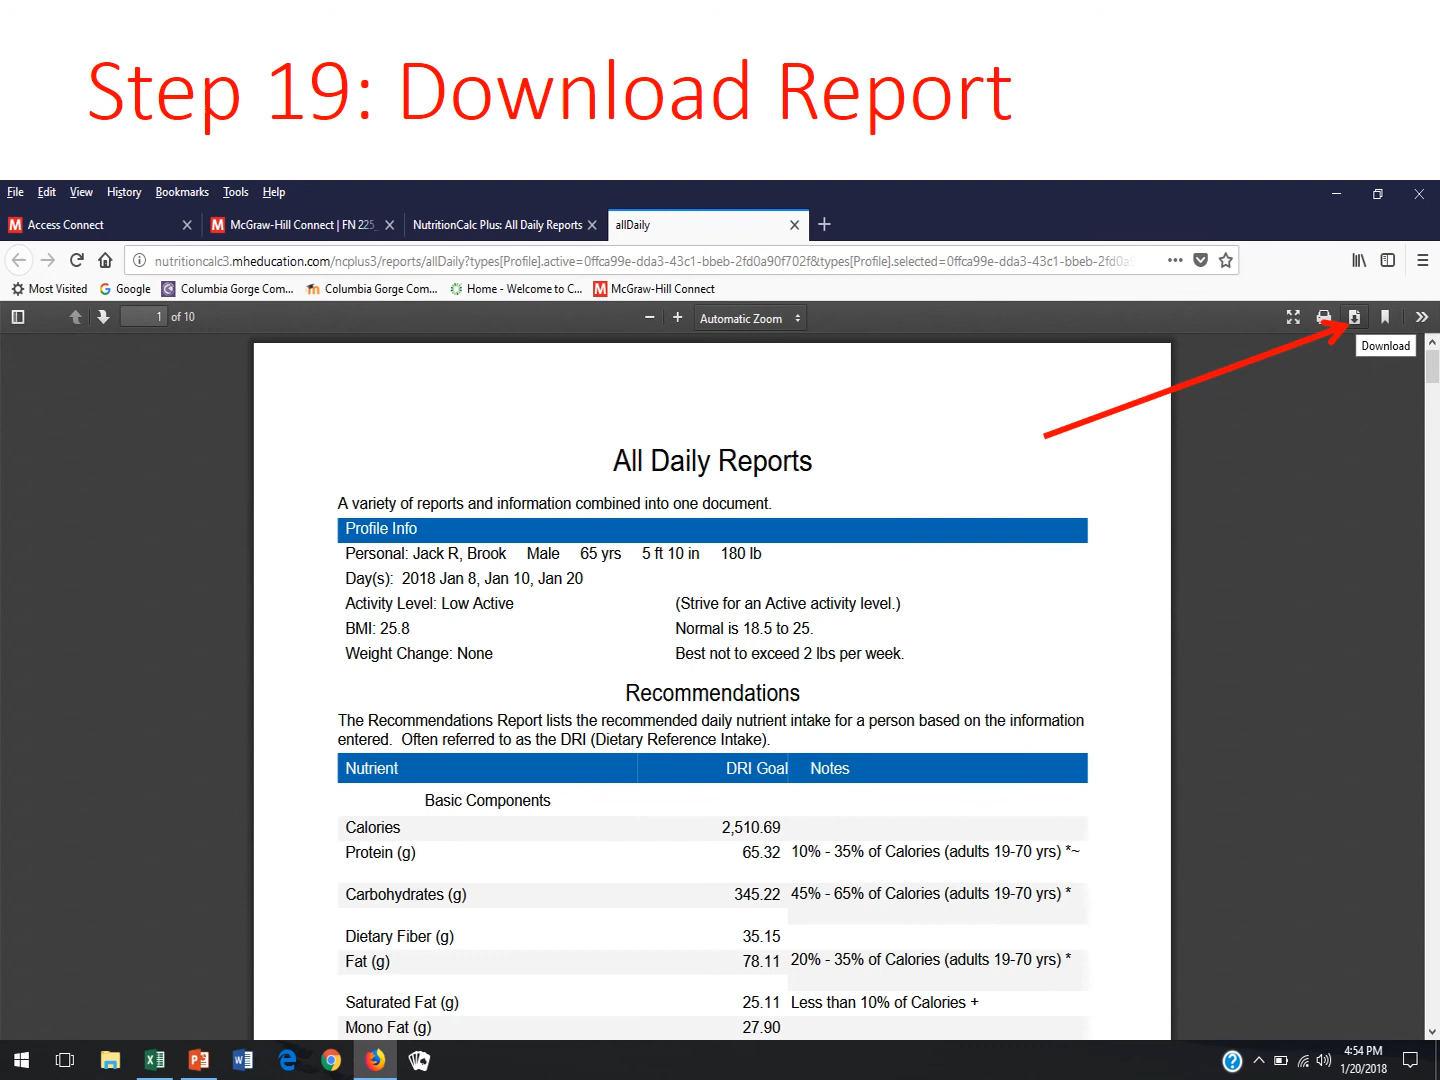 Step 19: Download Report
File Edit View History Bookmarks Tools Help
Access Connect
McGraw-Hill Connect | FN 225_
NutritionCalc Plus: All Daily Reports
allDaily
nutritioncalc3.mheducation.com/ncplus3/reports/allDaily?types[Profile].active=0ffca99e-dda3-43c1-bbeb-2fd0a90f702f&types[Profile].selected=0ffca99e-dda3-43c1-bbeb-2fd0a9
Most Visited Google Columbia Gorge Com... Columbia Gorge Com... Home - Welcome to C... McGraw-Hill Connect
1 of 10 Automatic Zoom
Download
All Daily Reports
A variety of reports and information combined into one document.
Profile Info
Personal: Jack R, Brook Male 65 yrs 5 ft 10 in 180 lb
Day(s): 2018 Jan 8, Jan 10, Jan 20
Activity Level: Low Active (Strive for an Active activity level.)
BMI: 25.8 Normal is 18.5 to 25.
Weight Change: None Best not to exceed 2 lbs per week.
Recommendations
The Recommendations Report lists the recommended daily nutrient intake for a person based on the information
entered. Often referred to as the DRI (Dietary Reference Intake).
Nutrient DRI Goal Notes
Basic Components
Calories 2,510.69
Protein (g) 65.32 10% - 35% of Calories (adults 19-70 yrs) *~
Carbohydrates (g) 345.22 45% - 65% of Calories (adults 19-70 yrs) *
Dietary Fiber (g) 35.15
Fat (g) 78.11 20% - 35% of Calories (adults 19-70 yrs) *
Saturated Fat (g) 25.11 Less than 10% of Calories +
Mono Fat (g) 27.90
4:54 PM
1/20/2018